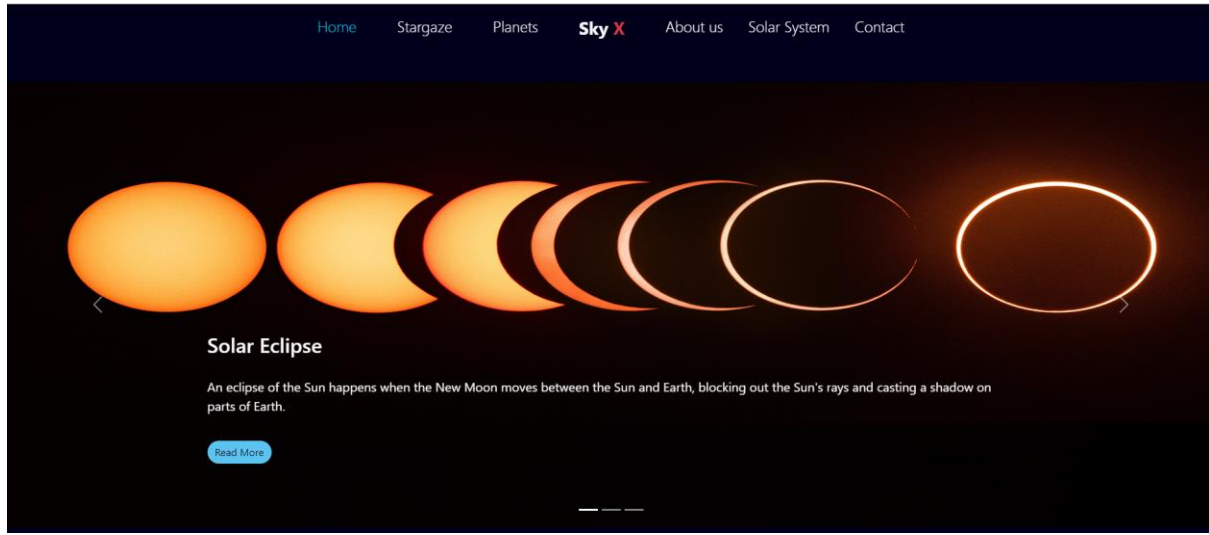 Home Stargaze Planets Sky X About us Solar System Contact
Solar Eclipse
An eclipse of the Sun happens when the New Moon moves between the Sun and Earth, blocking out the Sun's rays and casting a shadow on
parts of Earth.
Read More